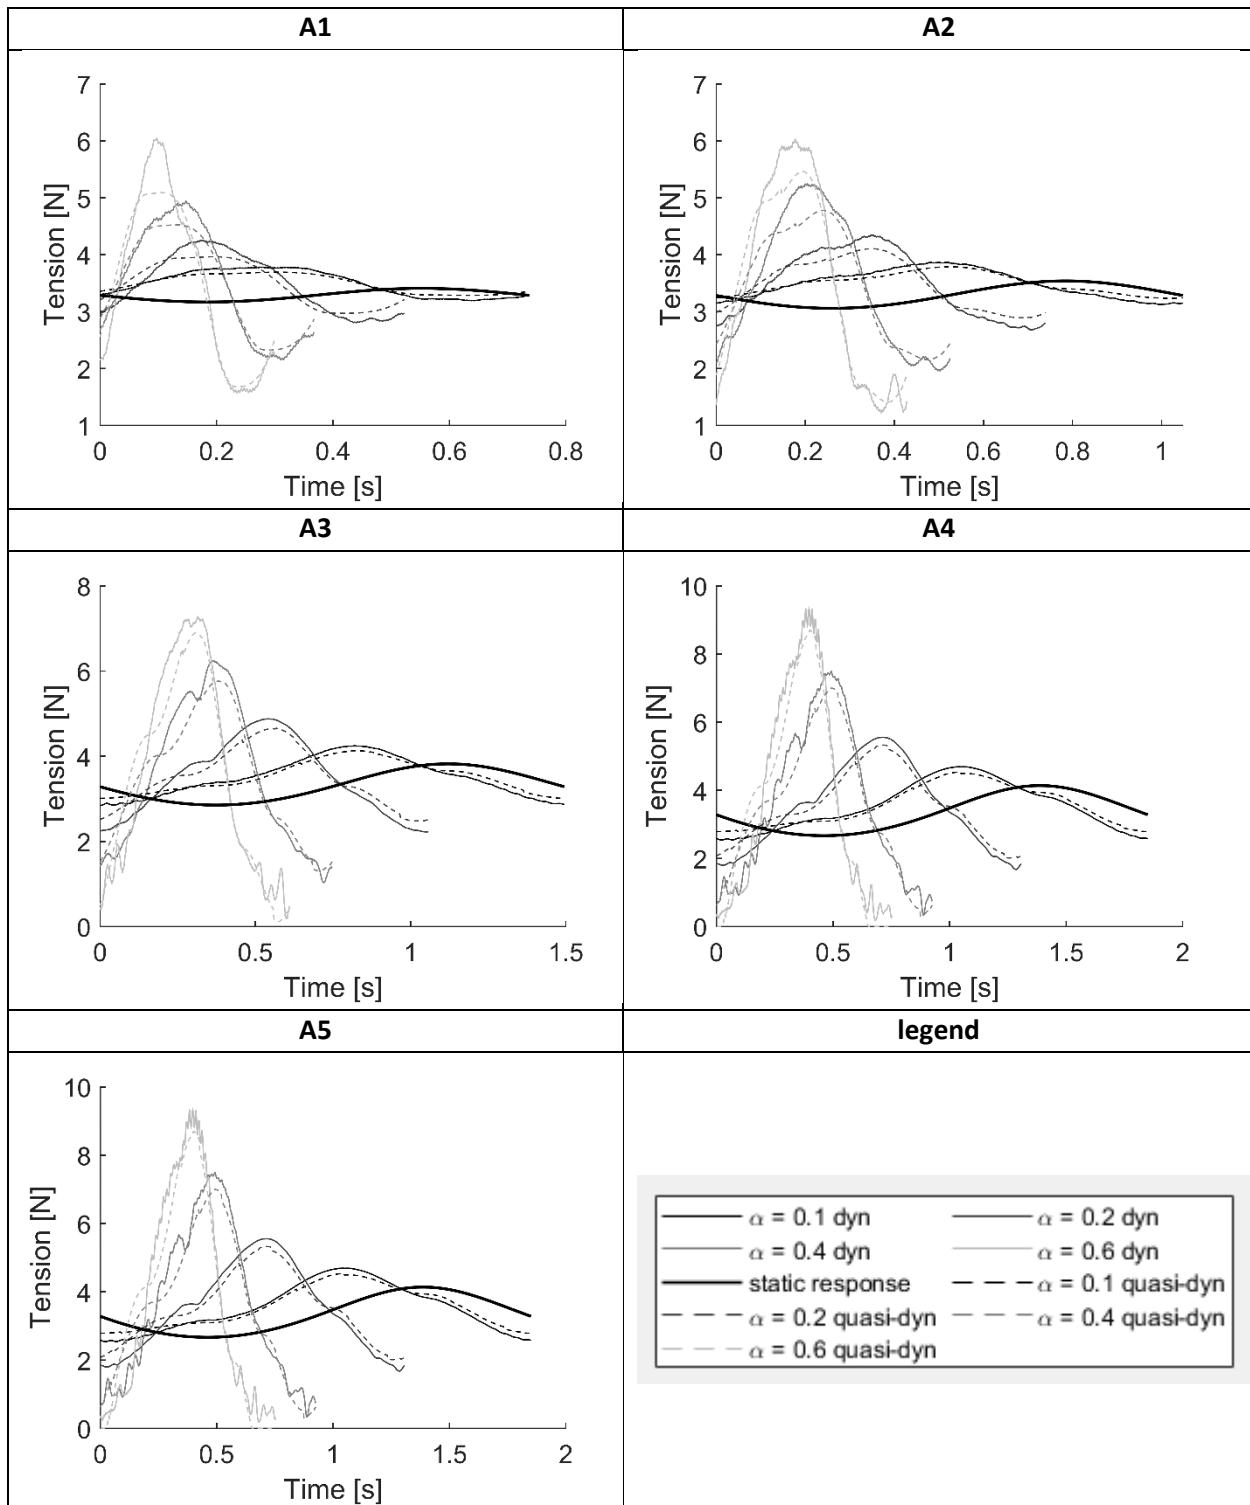 A1 A2
7
6
5
4
3
2
1
Tension [N]
0 0.2 0.4 0.6 0.8
Time [s]
7
6
5
4
3
2
1
Tension [N]
0 0.2 0.4 0.6 0.8 1
Time [s]
A3 A4
8
6
4
2
0
Tension [N]
0 0.5 1 1.5
Time [s]
10
8
6
4
2
0
Tension [N]
0 0.5 1 1.5 2
Time [s]
A5 legend
10
8
6
4
2
0
Tension [N]
0 0.5 1 1.5 2
Time [s]
α = 0.1 dyn α = 0.2 dyn
α = 0.4 dyn α = 0.6 dyn
static response α = 0.1 quasi-dyn
α = 0.2 quasi-dyn α = 0.4 quasi-dyn
α = 0.6 quasi-dyn